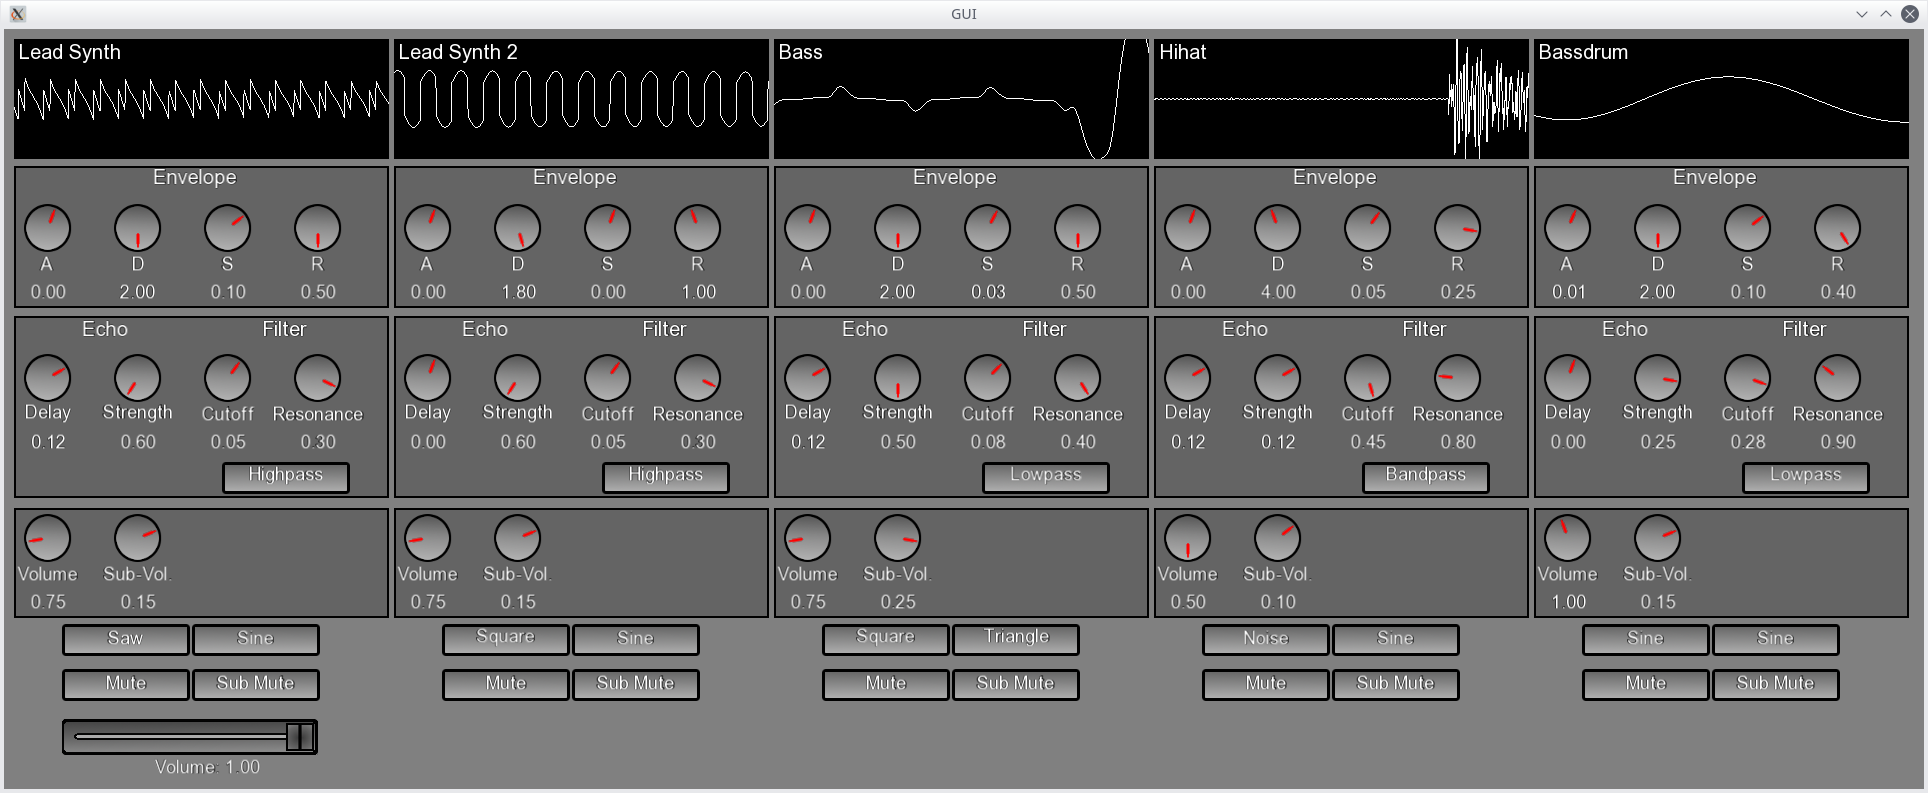 GUI
Lead Synth Lead Synth 2 Bass Hihat Bassdrum
Envelope Envelope Envelope Envelope Envelope
A D S R A D S R A D S R A D S R A D S R
0.00 2.00 0.10 0.50 0.00 1.80 0.00 1.00 0.00 2.00 0.03 0.50 0.00 4.00 0.05 0.25 0.01 2.00 0.10 0.40
Echo Filter Echo Filter Echo Filter Echo Filter Echo Filter
Delay Strength Cutoff Resonance Delay Strength Cutoff Resonance Delay Strength Cutoff Resonance Delay Strength Cutoff Resonance Delay Strength Cutoff Resonance
0.12 0.60 0.05 0.30 0.00 0.60 0.05 0.30 0.12 0.50 0.08 0.40 0.12 0.12 0.45 0.80 0.00 0.25 0.28 0.90
Highpass Highpass Lowpass Bandpass Lowpass
Volume Sub-Vol. Volume Sub-Vol. Volume Sub-Vol. Volume Sub-Vol. Volume Sub-Vol.
0.75 0.15 0.75 0.15 0.75 0.25 0.50 0.10 1.00 0.15
Saw Sine Square Sine Square Triangle Noise Sine Sine Sine
Mute Sub Mute Mute Sub Mute Mute Sub Mute Mute Sub Mute Mute Sub Mute
Volume: 1.00